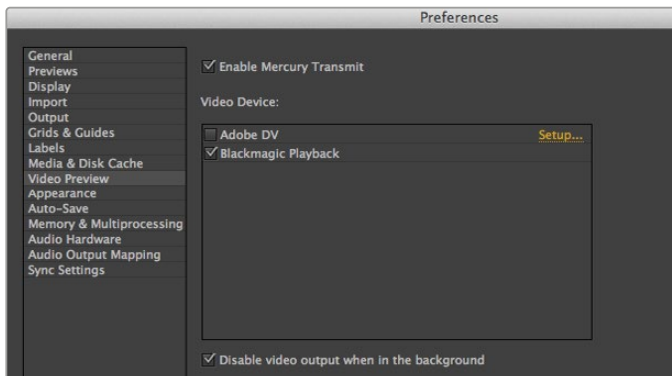 Preferences
General
Previews
Display
Import
Output
Grids & Guides
Labels
Media & Disk Cache
Video Preview
Appearance
Auto-Save
Memory & Multiprocessing
Audio Hardware
Audio Output Mapping
Sync Settings
Enable Mercury Transmit
Video Device:
Adobe DV Setup...
Blackmagic Playback
Disable video output when in the background